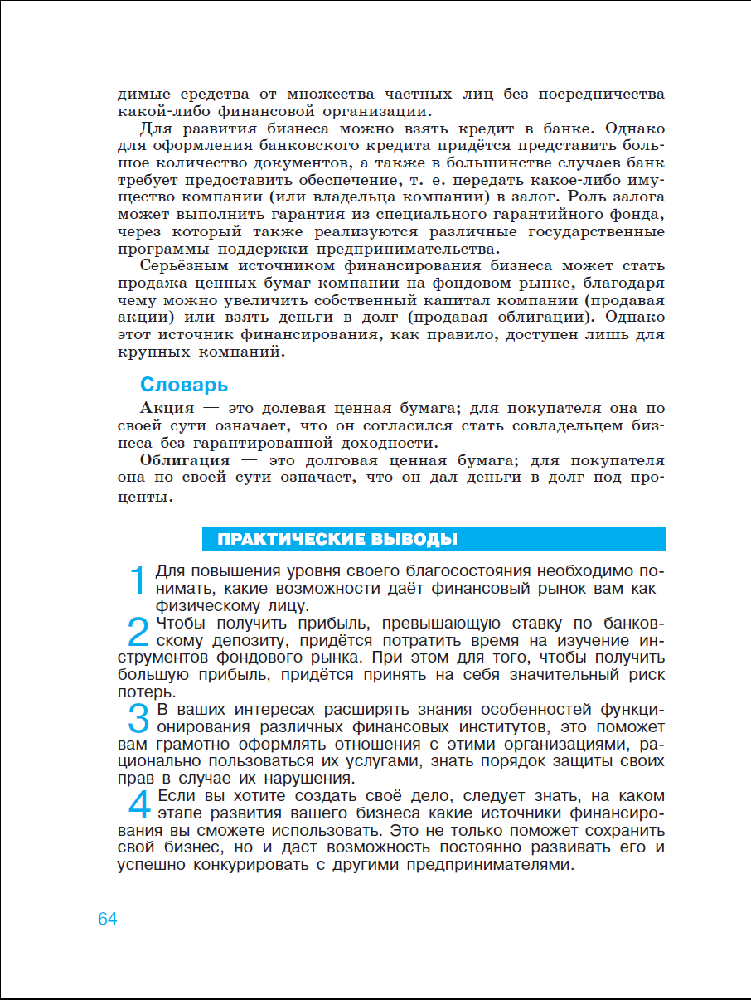 димые средства от множества частных лиц без посредничества
какой-либо финансовой организации.
Для развития бизнеса можно взять кредит в банке. Однако
для оформления банковского кредита придётся представить боль-
шое количество документов, а также в большинстве случаев банк
требует предоставить обеспечение, т. е. передать какое-либо иму-
щество компании (или владельца компании) в залог. Роль залога
может выполнить гарантия из специального гарантийного фонда,
через который также реализуются различные государственные
программы поддержки предпринимательства.
Серьёзным источником финансирования бизнеса может стать
продажа ценных бумаг компании на фондовом рынке, благодаря
чему можно увеличить собственный капитал компании (продавая
акции) или взять деньги в долг (продавая облигации). Однако
этот источник финансирования, как правило, доступен лишь для
крупных компаний.
Словарь
Акция — это долевая ценная бумага; для покупателя она по
своей сути означает, что он согласился стать совладельцем биз-
неса без гарантированной доходности.
Облигация — это долговая ценная бумага; для покупателя
она по своей сути означает, что он дал деньги в долг под про-
центы.
ПРАКТИЧЕСКИЕ ВЫВОДЫ
1 Для повышения уровня своего благосостояния необходимо по-
нимать, какие возможности даёт финансовый рынок вам как
физическому лицу.
2 Чтобы получить прибыль, превышающую ставку по банков-
скому депозиту, придётся потратить время на изучение ин-
струментов фондового рынка. При этом для того, чтобы получить
большую прибыль, придётся принять на себя значительный риск
потерь.
3 В ваших интересах расширять знания особенностей функци-
онирования различных финансовых институтов, это поможет
вам грамотно оформлять отношения с этими организациями, ра-
ционально пользоваться их услугами, знать порядок защиты своих
прав в случае их нарушения.
4 Если вы хотите создать своё дело, следует знать, на каком
этапе развития вашего бизнеса какие источники финансиро-
вания вы сможете использовать. Это не только поможет сохранить
свой бизнес, но и даст возможность постоянно развивать его и
успешно конкурировать с другими предпринимателями.
64